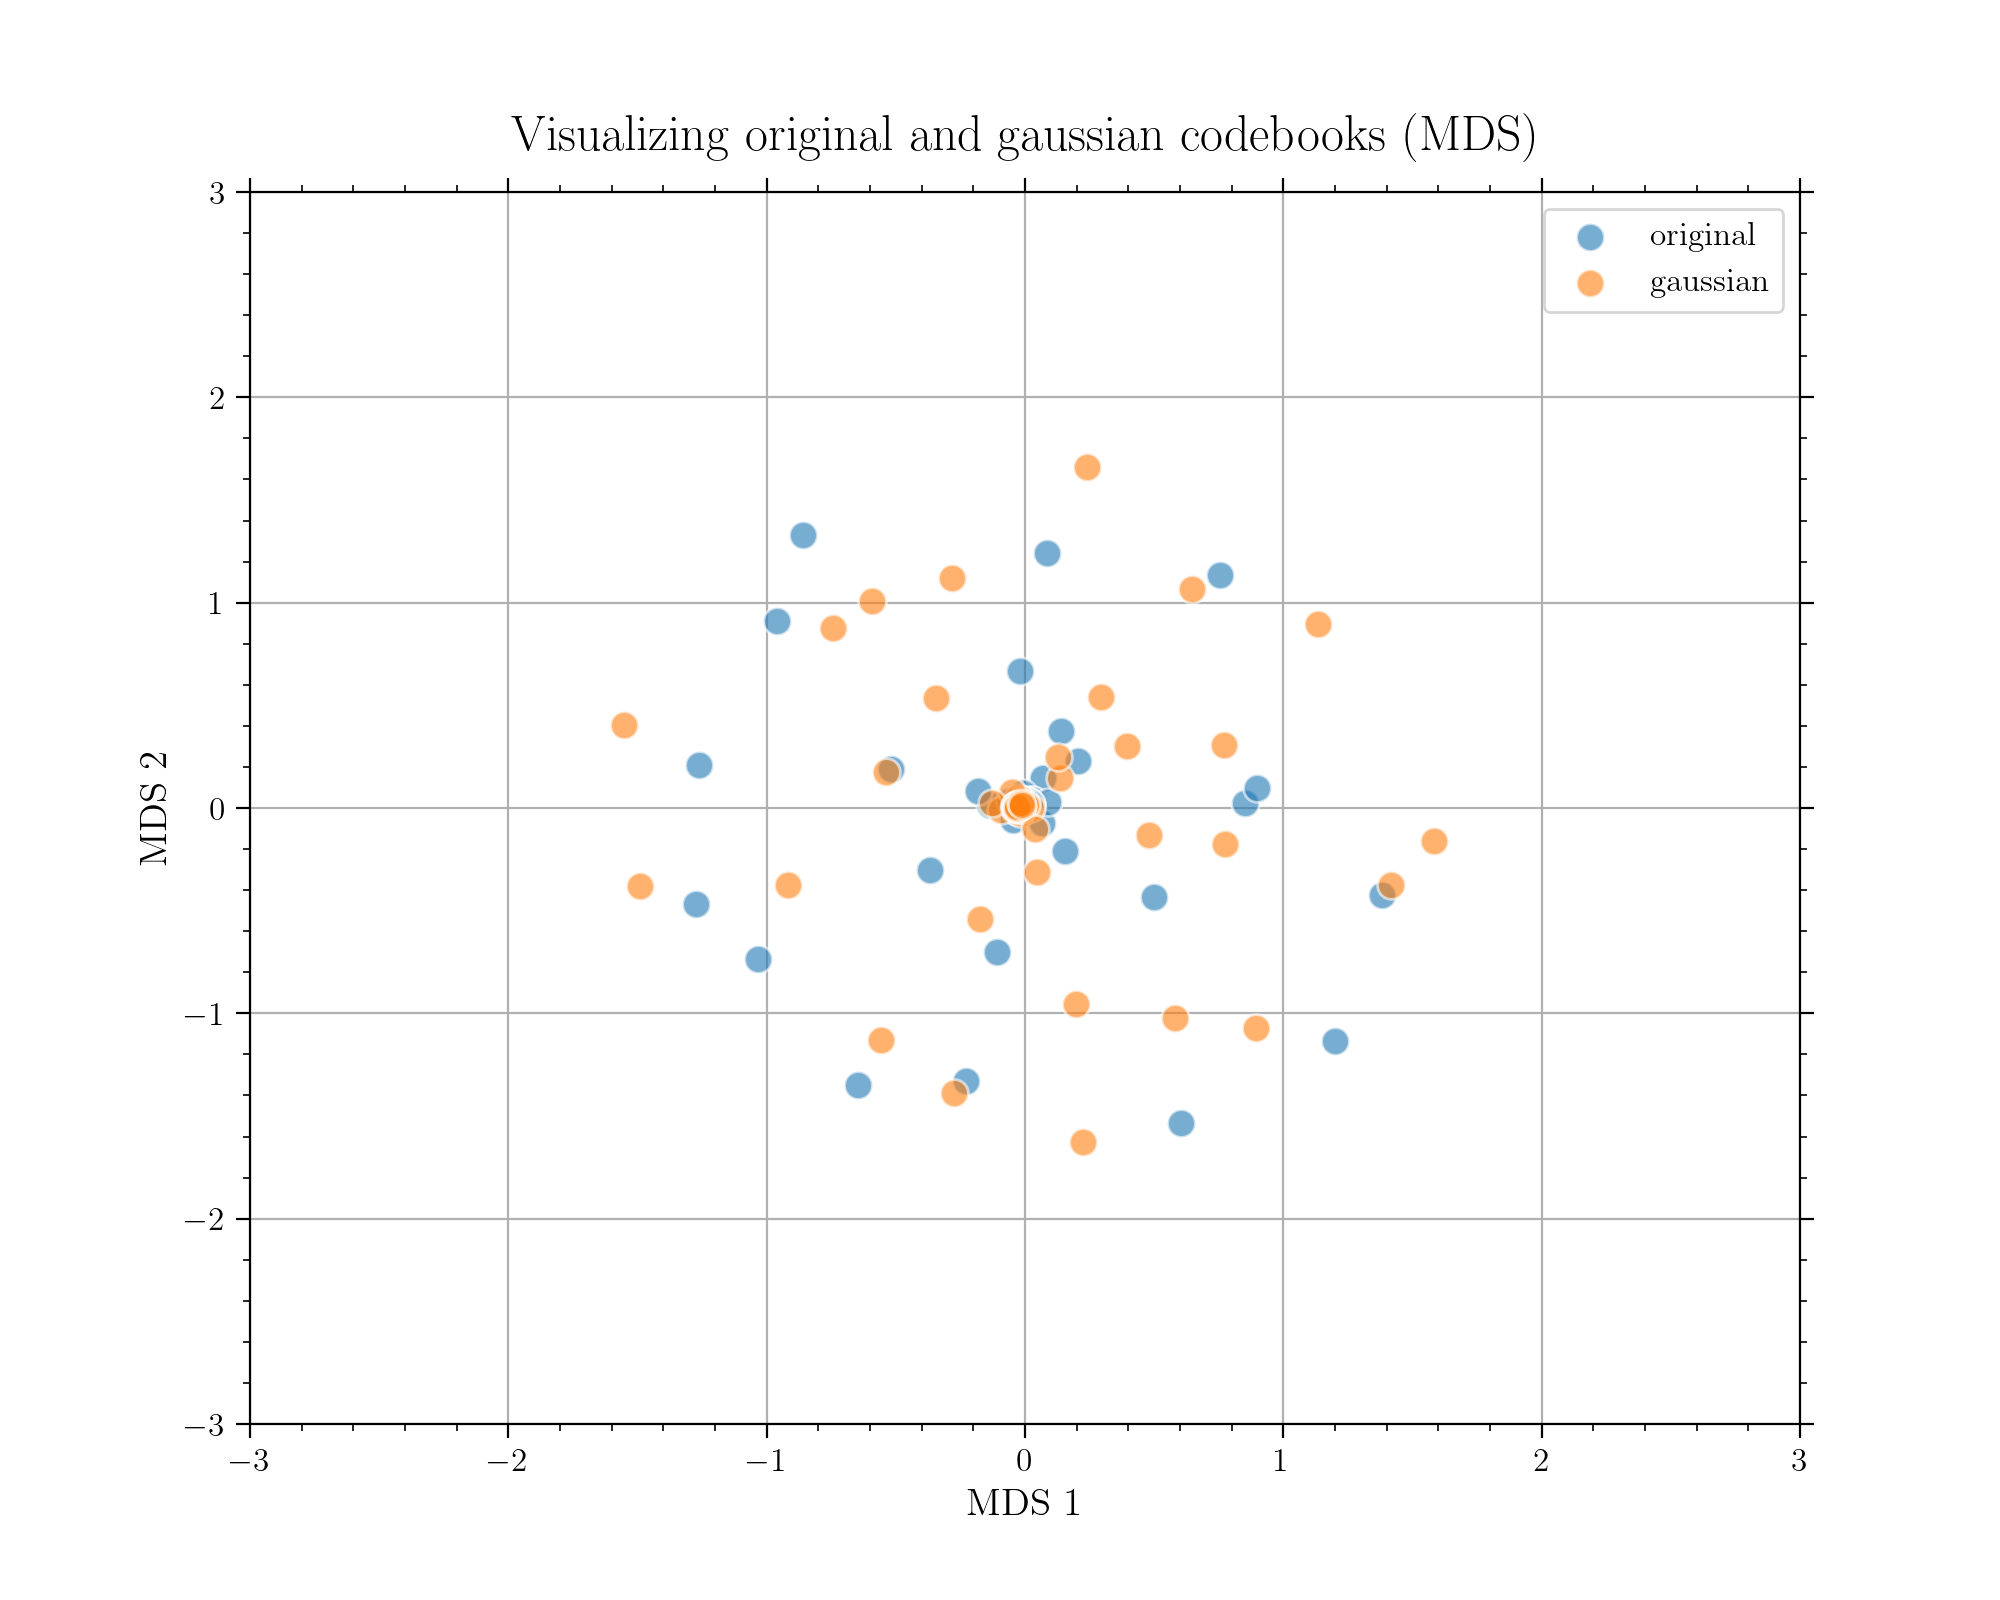 Visualizing original and gaussian codebooks (MDS)
original
gaussian
3
2
1
0
−1
−2
−3
MDS 2
−3
−2
−1
0
1
2
3
MDS 1